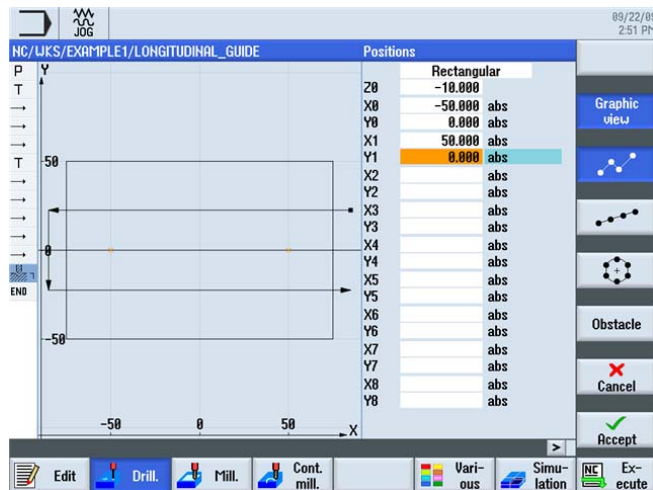 JOG
09/22/0
2:51 PM
NC/WKS/EXAMPLE1/LONGITUDINAL_GUIDE
Positions
P
T
T
END
Y
50
0
-50
-50
0
50
X
Rectangular
Z0 -10.000
X0 -50.000 abs
Y0 0.000 abs
X1 50.000 abs
Y1 0.000 abs
X2 abs
Y2 abs
X3 abs
Y3 abs
X4 abs
Y4 abs
X5 abs
Y5 abs
X6 abs
Y6 abs
X7 abs
Y7 abs
X8 abs
Y8 abs
Graphic
view
Obstacle
Cancel
Accept
>
Edit
Drill.
Mill.
Cont.
mill.
Vari-
ous
Simu-
lation
NC
Ex-
ecute